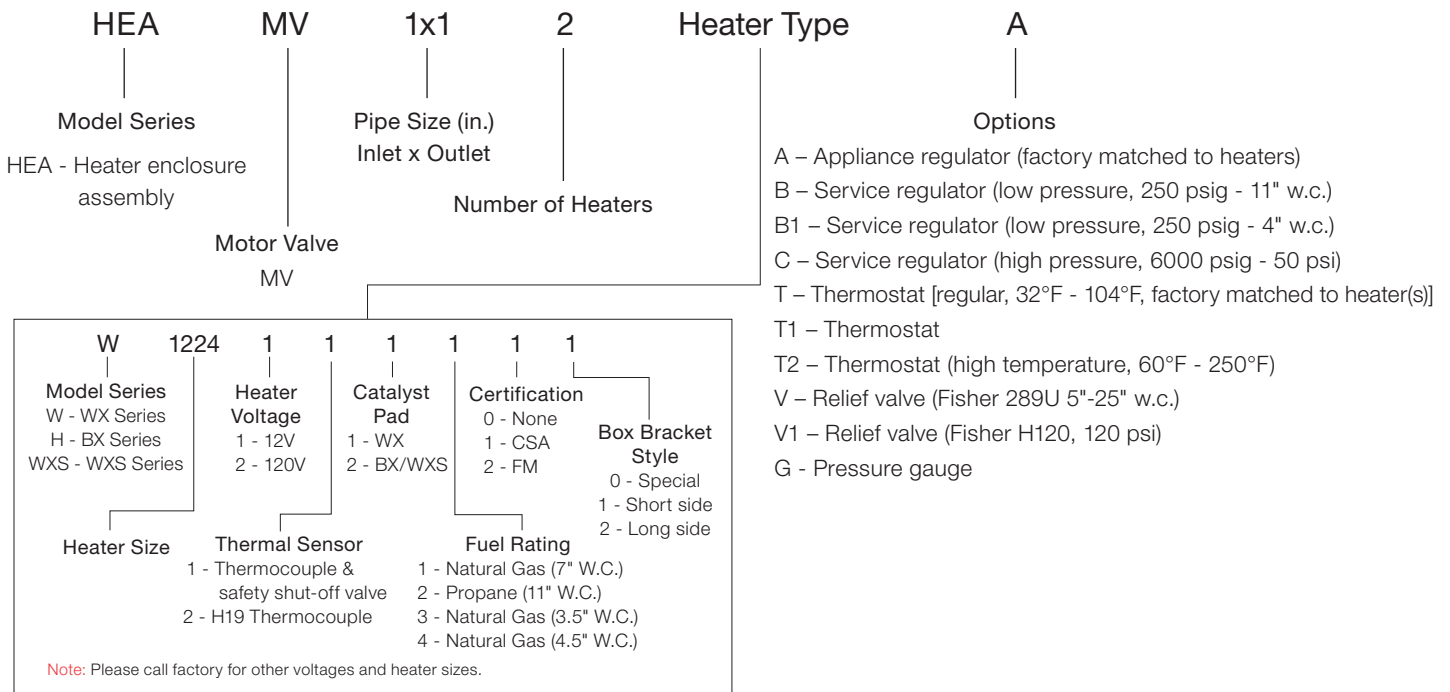 HEA MV 1x1 2 Heater Type A
Model Series
HEA - Heater enclosure
assembly
Motor Valve
MV
Pipe Size (in.)
Inlet x Outlet
Number of Heaters
Options
A – Appliance regulator (factory matched to heaters)
B – Service regulator (low pressure, 250 psig - 11" w.c.)
B1 – Service regulator (low pressure, 250 psig - 4" w.c.)
C – Service regulator (high pressure, 6000 psig - 50 psi)
T – Thermostat [regular, 32°F - 104°F, factory matched to heater(s)]
T1 – Thermostat
T2 – Thermostat (high temperature, 60°F - 250°F)
V – Relief valve (Fisher 289U 5"-25" w.c.)
V1 – Relief valve (Fisher H120, 120 psi)
G - Pressure gauge
W 1224 1 1 1 1 1 1
Model Series
W - WX Series
H - BX Series
WXS - WXS Series
Heater Size
Heater
Voltage
1 - 12V
2 - 120V
Thermal Sensor
1 - Thermocouple &
safety shut-off valve
2 - H19 Thermocouple
Catalyst
Pad
1 - WX
2 - BX/WXS
Fuel Rating
1 - Natural Gas (7" W.C.)
2 - Propane (11" W.C.)
3 - Natural Gas (3.5" W.C.)
4 - Natural Gas (4.5" W.C.)
Certification
0 - None
1 - CSA
2 - FM
Box Bracket
Style
0 - Special
1 - Short side
2 - Long side
Note: Please call factory for other voltages and heater sizes.